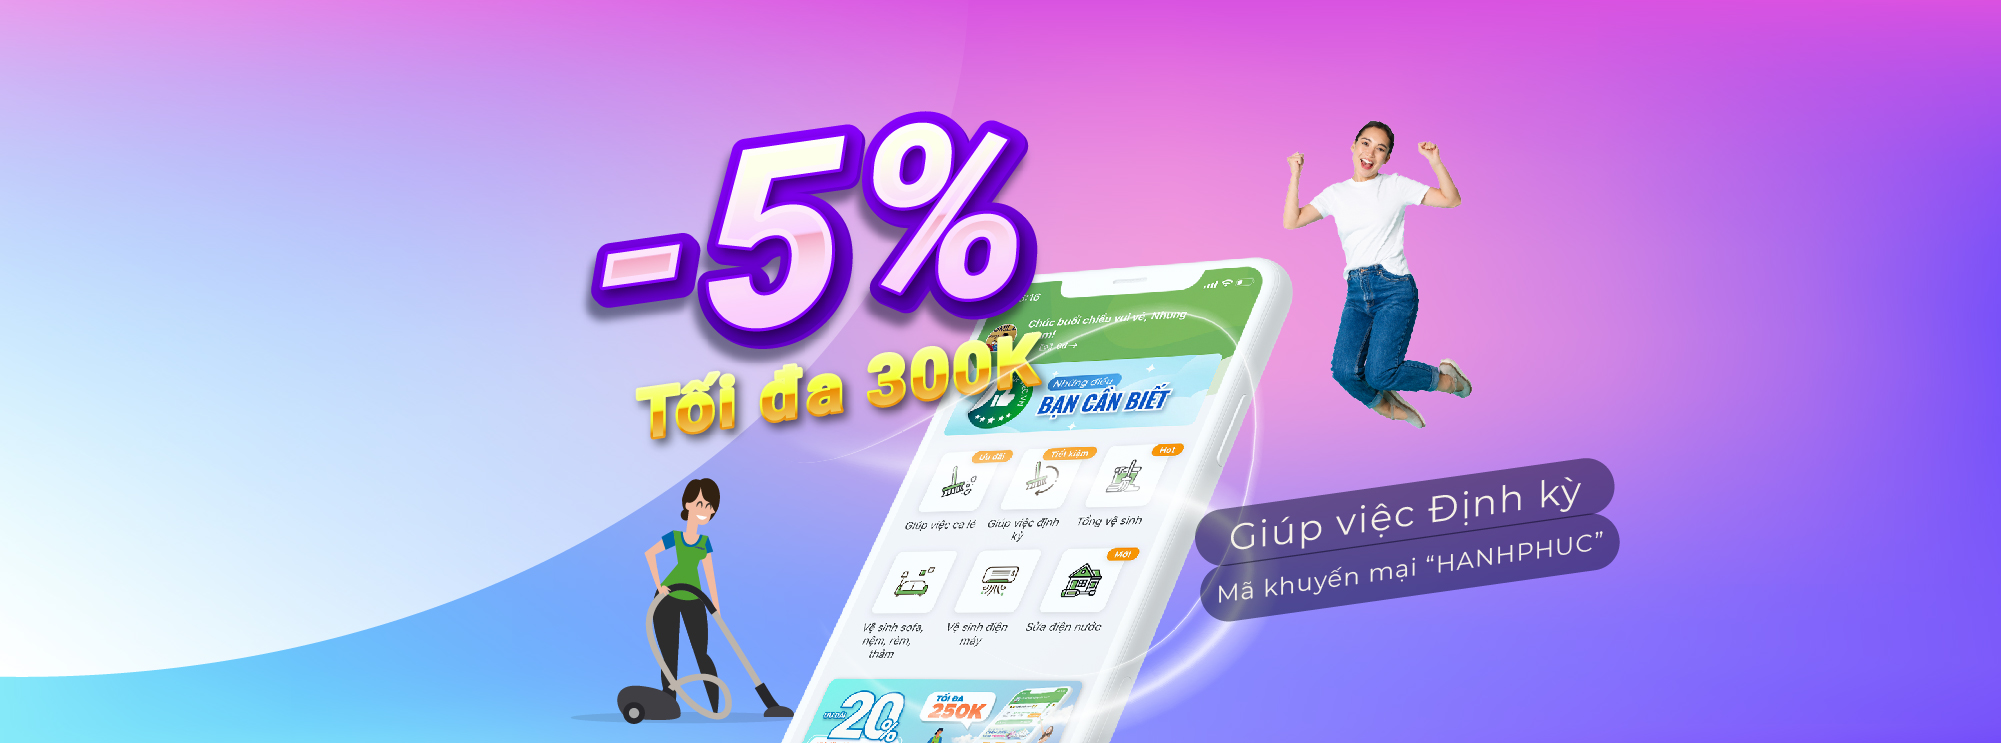 -5%
Tối đa 300K
Chúc buổi chiều vui vẻ, Nhung
Những điều
BẠN CẦN BIẾT
Ưu đãi
Tiết kiệm
Hot
Giúp việc ca lẻ
Giúp việc định
kỳ
Tổng vệ sinh
Mới
Vệ sinh sofa,
nệm, rèm,
thảm
Vệ sinh điện
máy
Sửa điện nước
20%
TỐI ĐA
250K
Giúp việc Định kỳ
Mã khuyến mại “HANHPHUC”